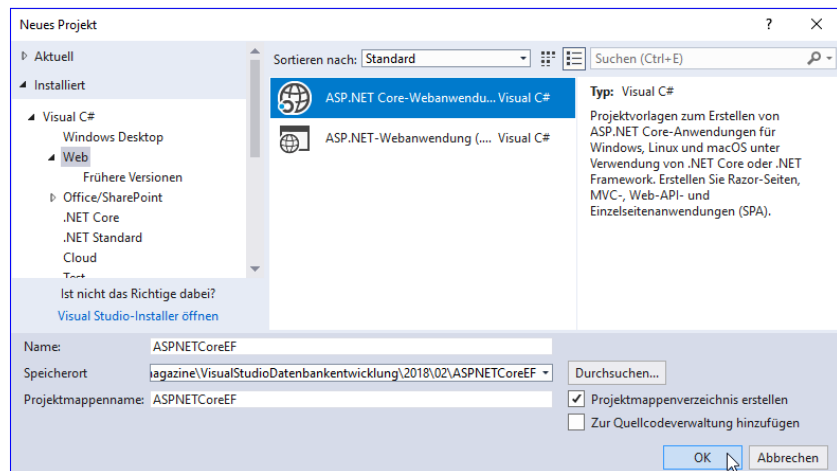 Neues Projekt
Aktuell
Installiert
Visual C#
Windows Desktop
Web
Frühere Versionen
Office/SharePoint
.NET Core
.NET Standard
Cloud
Ist nicht das Richtige dabei?
Visual Studio-Installer öffnen
Sortieren nach: Standard
Suchen (Ctrl+E)
ASP.NET Core-Webanwendu... Visual C#
ASP.NET-Webanwendung (.... Visual C#
Typ: Visual C#
Projektvorlagen zum Erstellen von
ASP.NET Core-Anwendungen für
Windows, Linux und macOS unter
Verwendung von .NET Core oder .NET
Framework. Erstellen Sie Razor-Seiten,
MVC-, Web-API- und
Einzelseitenanwendungen (SPA).
Name: ASPNETCoreEF
Speicherort nagazine\VisualStudioDatenbankentwicklung\2018\02\ASPNETCoreEF
Durchsuchen...
Projektmappenname: ASPNETCoreEF
Projektmappenverzeichnis erstellen
Zur Quellcodeverwaltung hinzufügen
OK
Abbrechen